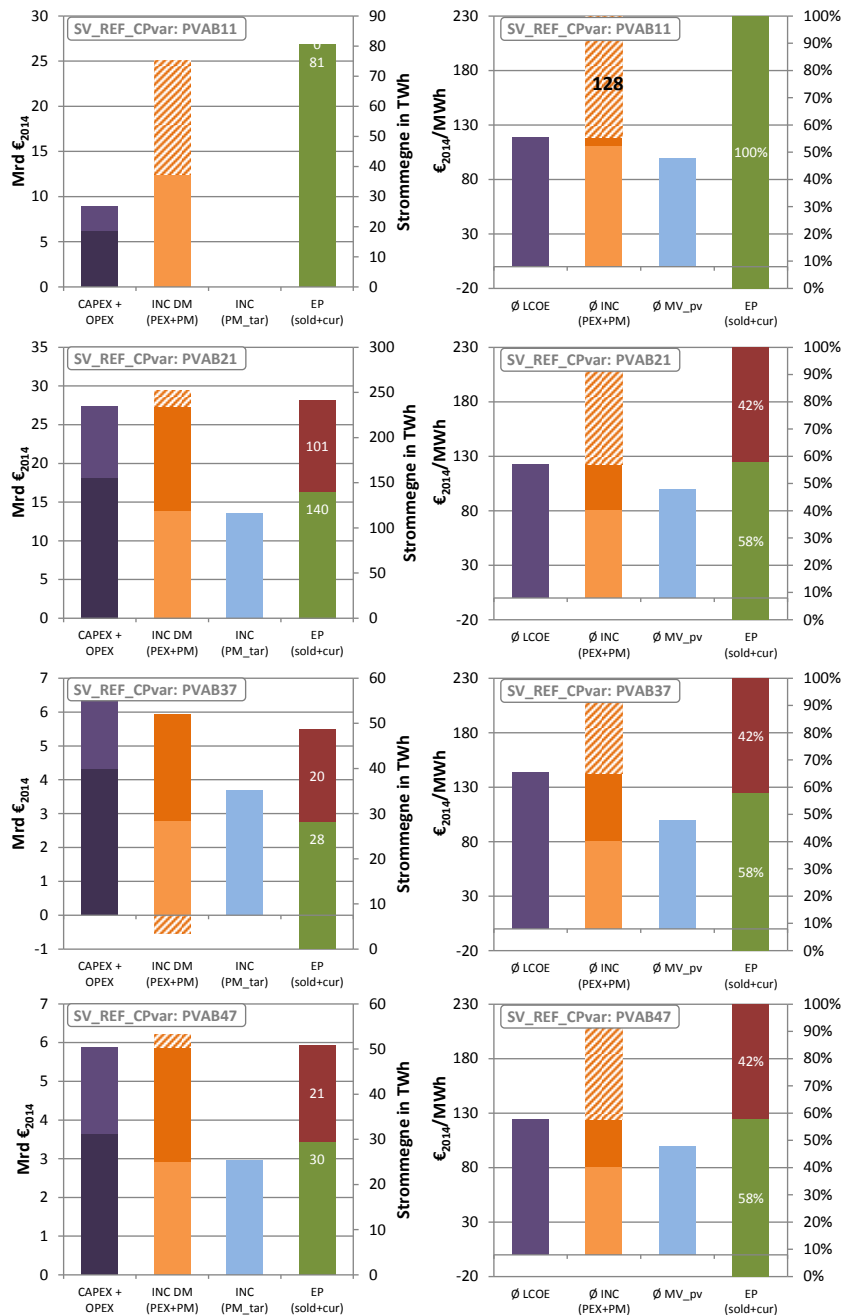 SV_REF_CPvar: PVAB11
Mrd €2014
30
25
20
15
10
5
0
90
80
70
60
50
40
30
20
10
0
Strommegne in TWh
0
81
CAPEX + OPEX
INC DM (PEX+PM)
INC (PM_tar)
EP (sold+cur)
SV_REF_CPvar: PVAB11
€2014/MWh
230
180
130
80
30
-20
100%
90%
80%
70%
60%
50%
40%
30%
20%
10%
0%
128
100%
Ø LCOE
Ø INC (PEX+PM)
Ø MV_pv
EP (sold+cur)
SV_REF_CPvar: PVAB21
Mrd €2014
35
30
25
20
15
10
5
0
300
250
200
150
100
50
0
Strommegne in TWh
101
140
CAPEX + OPEX
INC DM (PEX+PM)
INC (PM_tar)
EP (sold+cur)
SV_REF_CPvar: PVAB21
€2014/MWh
230
180
130
80
30
-20
100%
90%
80%
70%
60%
50%
40%
30%
20%
10%
0%
42%
58%
Ø LCOE
Ø INC (PEX+PM)
Ø MV_pv
EP (sold+cur)
SV_REF_CPvar: PVAB37
Mrd €2014
7
6
5
4
3
2
1
0
-1
60
50
40
30
20
10
0
Strommegne in TWh
20
28
CAPEX + OPEX
INC DM (PEX+PM)
INC (PM_tar)
EP (sold+cur)
SV_REF_CPvar: PVAB37
€2014/MWh
230
180
130
80
30
-20
100%
90%
80%
70%
60%
50%
40%
30%
20%
10%
0%
42%
58%
Ø LCOE
Ø INC (PEX+PM)
Ø MV_pv
EP (sold+cur)
SV_REF_CPvar: PVAB47
Mrd €2014
7
6
5
4
3
2
1
0
60
50
40
30
20
10
0
Strommegne in TWh
21
30
CAPEX + OPEX
INC DM (PEX+PM)
INC (PM_tar)
EP (sold+cur)
SV_REF_CPvar: PVAB47
€2014/MWh
230
180
130
80
30
-20
100%
90%
80%
70%
60%
50%
40%
30%
20%
10%
0%
42%
58%
Ø LCOE
Ø INC (PEX+PM)
Ø MV_pv
EP (sold+cur)